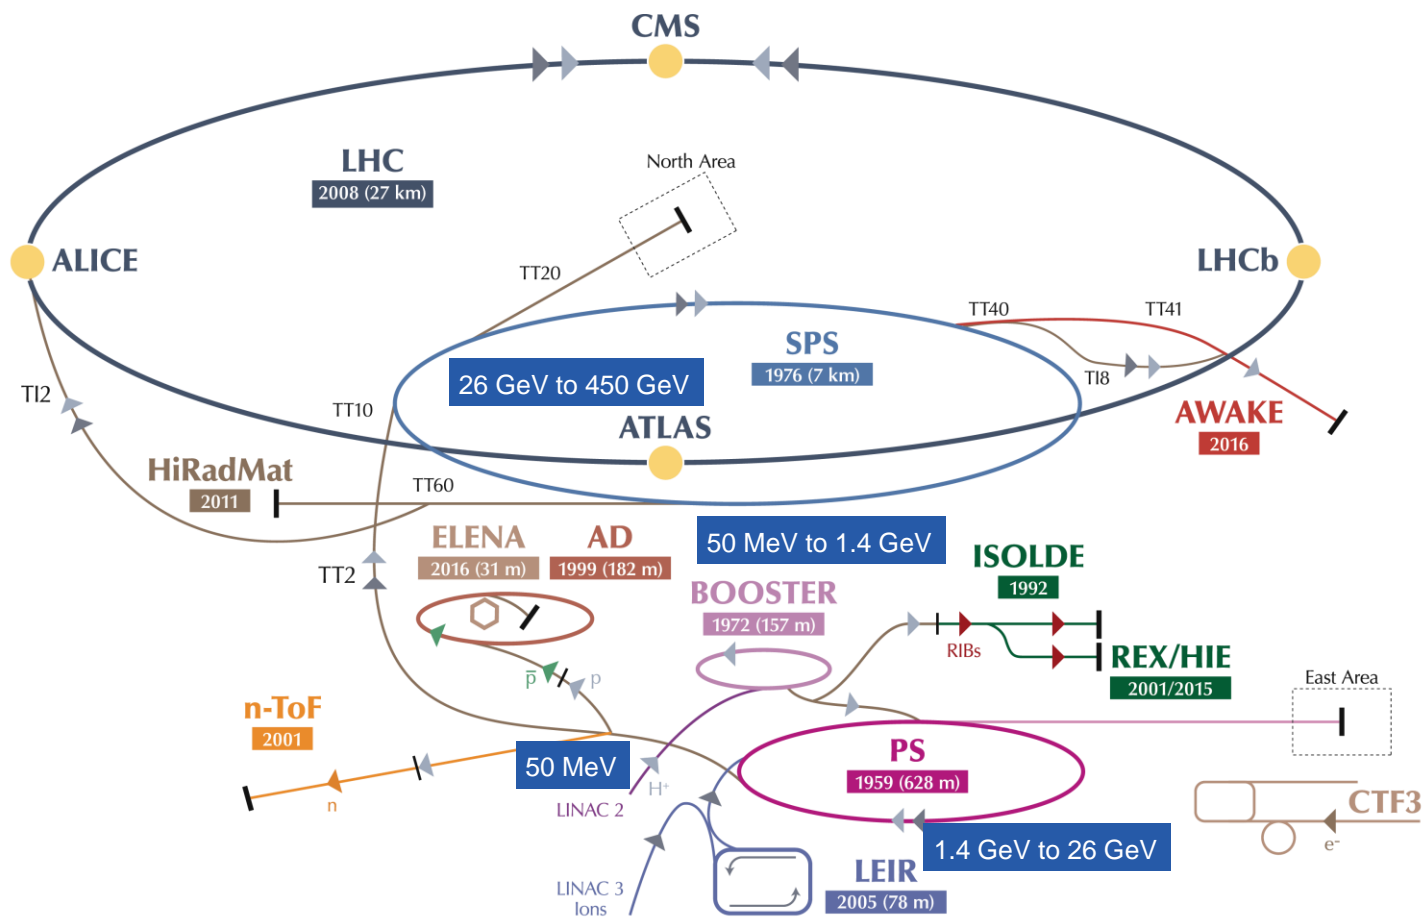 CMS
LHC
2008 (27 km)
North Area
ALICE
LHCb
TT20
TT40
TT41
SPS
1976 (7 km)
26 GeV to 450 GeV
TI8
TI2
TT10
ATLAS
AWAKE
2016
HiRadMat
2011
TT60
ELENA
2016 (31 m)
AD
1999 (182 m)
50 MeV to 1.4 GeV
ISOLDE
1992
TT2
BOOSTER
1972 (157 m)
RIBs
REX/HIE
2001/2015
p̅
p
East Area
n-ToF
2001
50 MeV
PS
1959 (628 m)
H⁺
n
LINAC 2
CTF3
e⁻
1.4 GeV to 26 GeV
LEIR
2005 (78 m)
LINAC 3
Ions